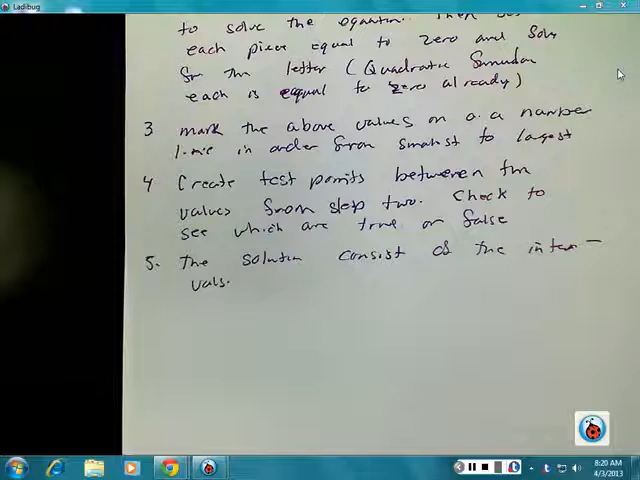 Ladibug
to solve the equation. Then set
each piece equal to zero and solve
for the letter (Quadratic formula
each is equal to zero already)
3 mark the above values on a a number
line in order from smallest to largest
4 Create test points between the
values from step two. Check to
see which are true or false
5. The solution consist of the inter-
vals.
8:20 AM
4/3/2013